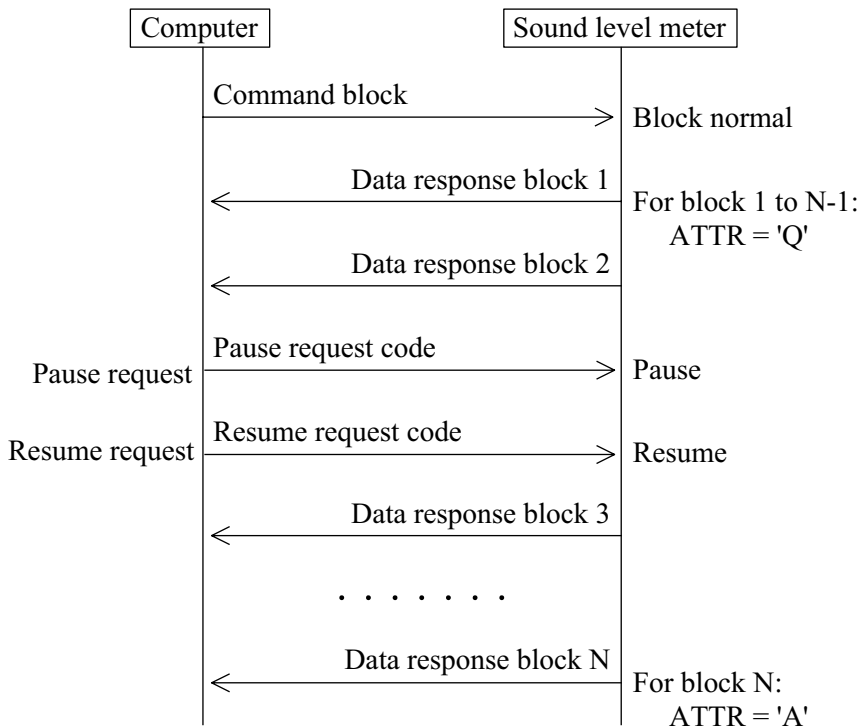 Computer
Sound level meter
Command block
Block normal
Data response block 1
For block 1 to N-1:
ATTR = 'Q'
Data response block 2
Pause request code
Pause request
Pause
Resume request code
Resume request
Resume
Data response block 3
. . . . . . .
Data response block N
For block N:
ATTR = 'A'